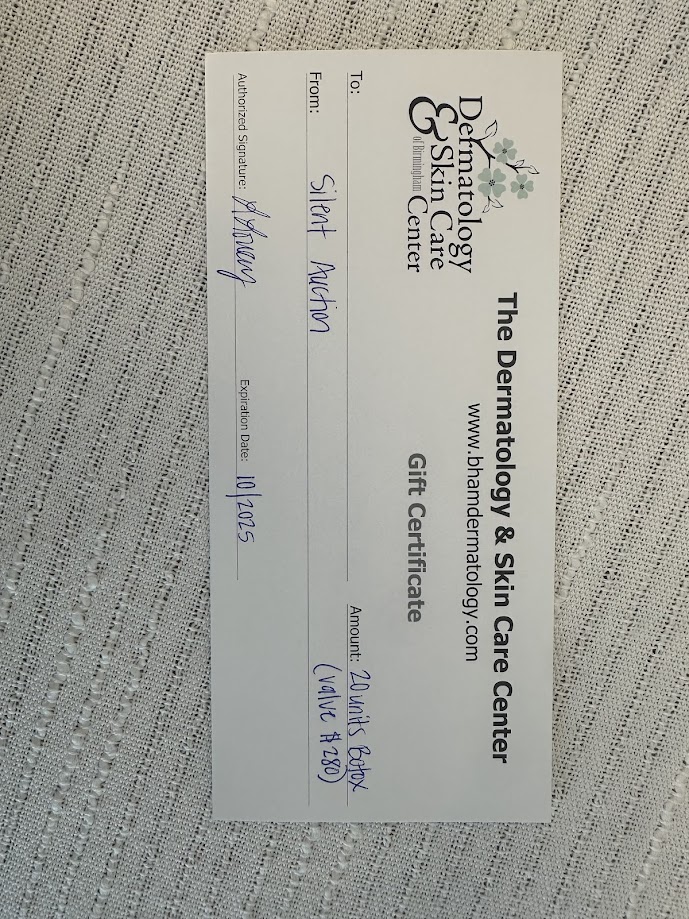 Dermatology
& Skin Care
of Birmingham Center
The Dermatology & Skin Care Center
www.bhamdermatology.com
Gift Certificate
To:
Amount: 20 units Botox
From: Silent Auction
(value $280)
Authorized Signature:
Expiration Date: 10/2025